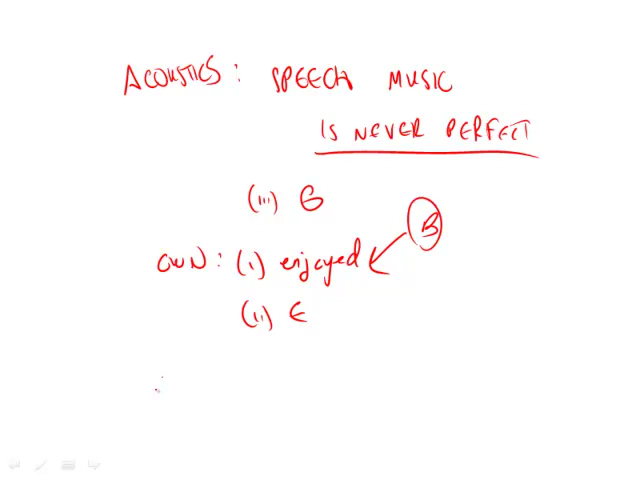 ACOUSTICS: SPEECH MUSIC
IS NEVER PERFECT
(iii) G
B
OWN: (i) enjoyed
(ii) E